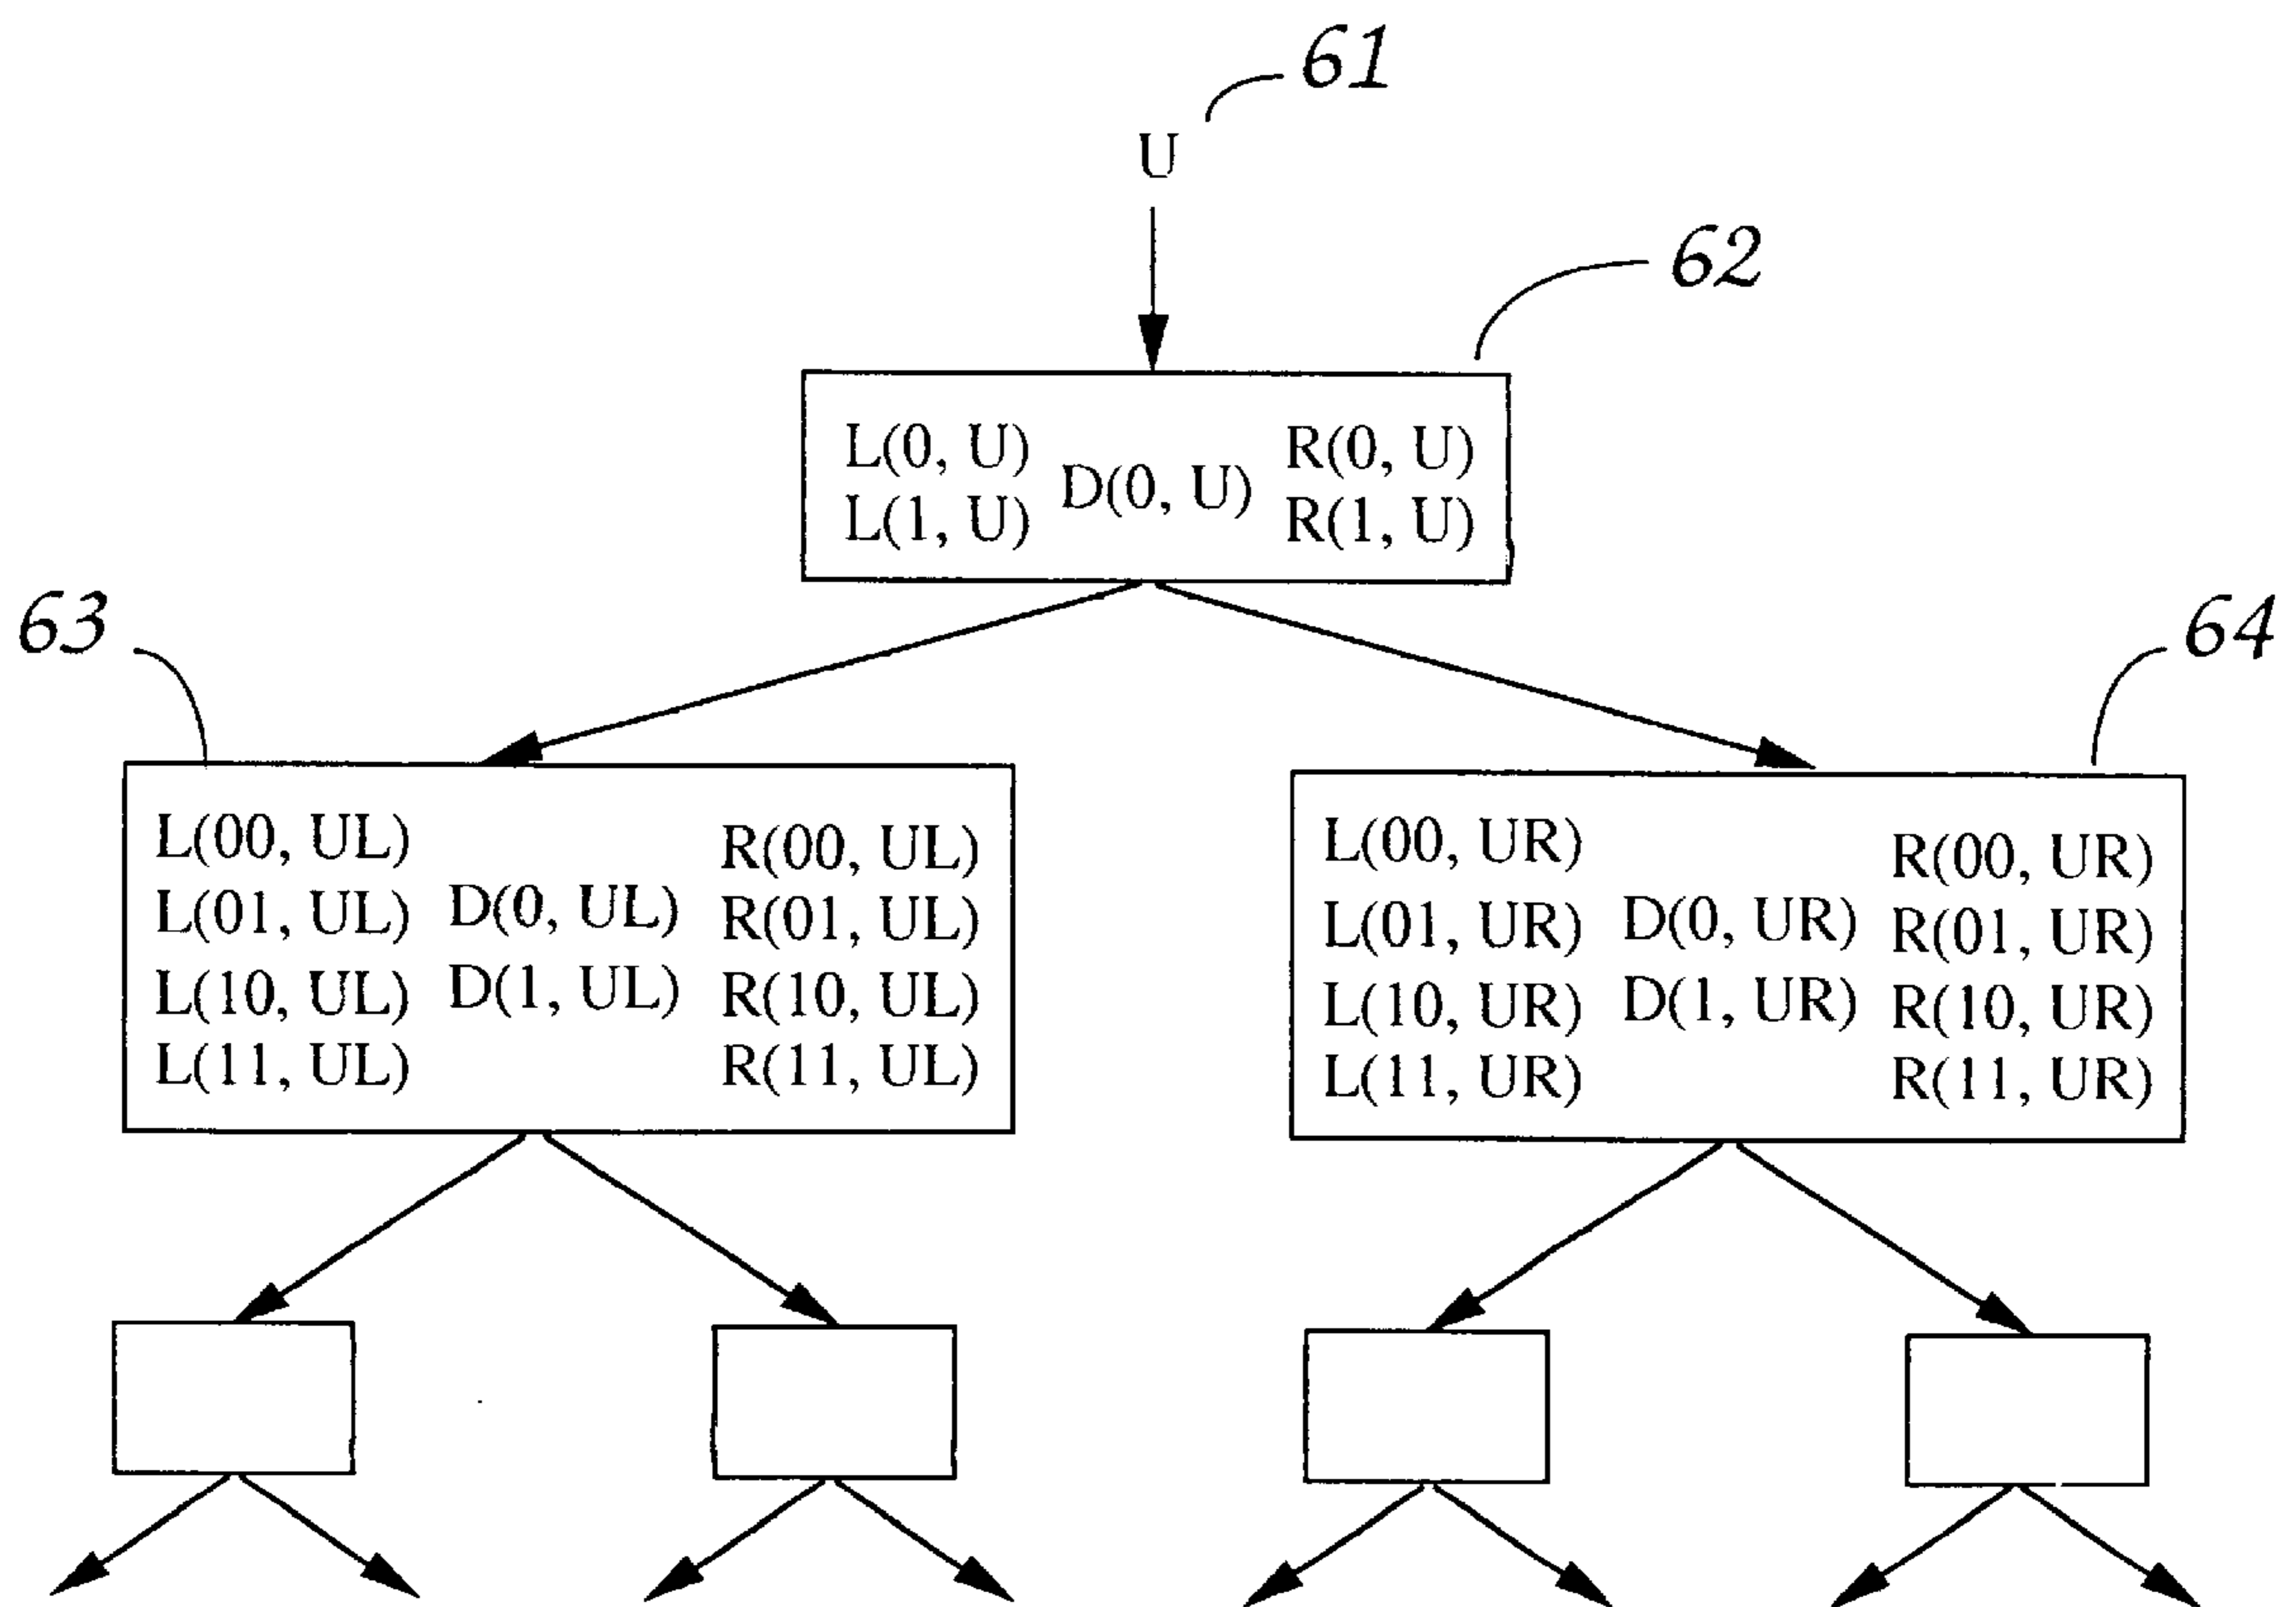 61
U
62
L(0, U) R(0, U)
D(0, U)
L(1, U) R(1, U)
63
64
L(00, UL) R(00, UL)
L(01, UL) D(0, UL) R(01, UL)
L(10, UL) D(1, UL) R(10, UL)
L(11, UL) R(11, UL)
L(00, UR) R(00, UR)
L(01, UR) D(0, UR) R(01, UR)
L(10, UR) D(1, UR) R(10, UR)
L(11, UR) R(11, UR)